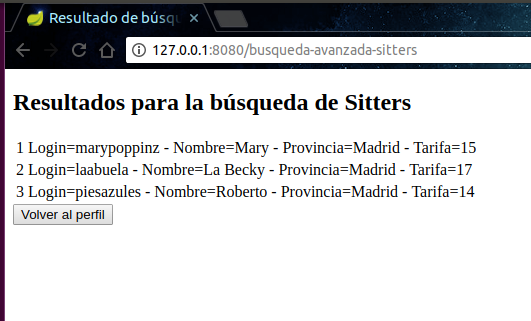 Resultado de búsqu
127.0.0.1:8080/busqueda-avanzada-sitters
Resultados para la búsqueda de Sitters
1 Login=marypoppinz - Nombre=Mary - Provincia=Madrid - Tarifa=15
2 Login=laabuela - Nombre=La Becky - Provincia=Madrid - Tarifa=17
3 Login=piesazules - Nombre=Roberto - Provincia=Madrid - Tarifa=14
Volver al perfil